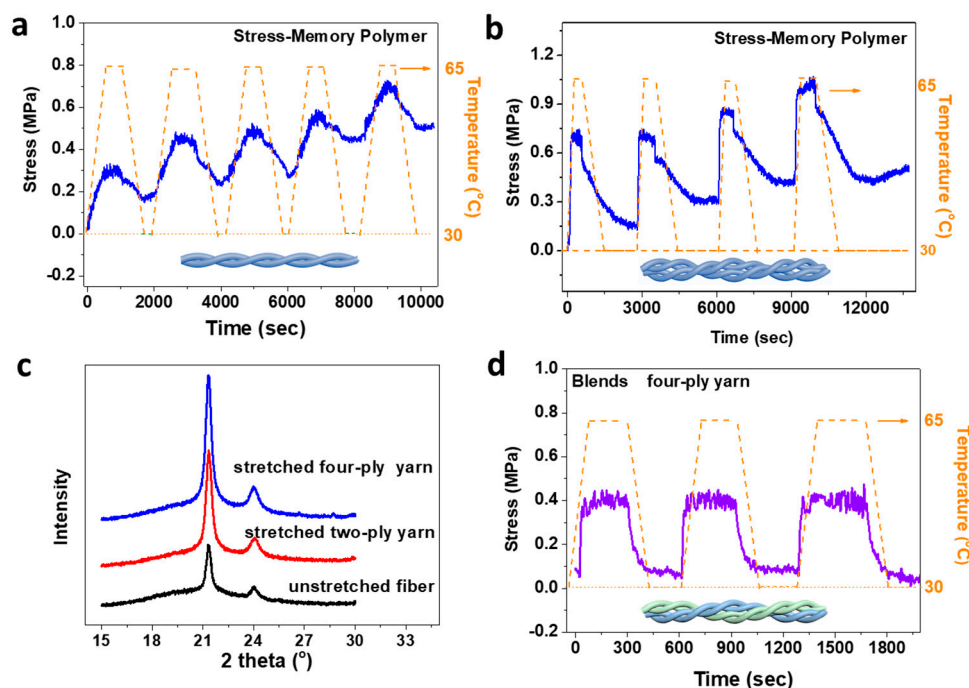 a
Stress-Memory Polymer
Stress (MPa)
1.0
0.8
0.6
0.4
0.2
0.0
-0.2
0
2000
4000
6000
8000
10000
Time (sec)
65
30
Temperature (°C)
b
Stress-Memory Polymer
Stress (MPa)
1.2
0.9
0.6
0.3
0.0
0
3000
6000
9000
12000
Time (sec)
65
30
Temperature (°C)
c
Intensity
stretched four-ply yarn
stretched two-ply yarn
unstretched fiber
15
18
21
24
27
30
33
2 theta (°)
d
Blends four-ply yarn
Stress (MPa)
1.0
0.8
0.6
0.4
0.2
0.0
-0.2
0
300
600
900
1200
1500
1800
Time (sec)
65
30
Temperature (°C)